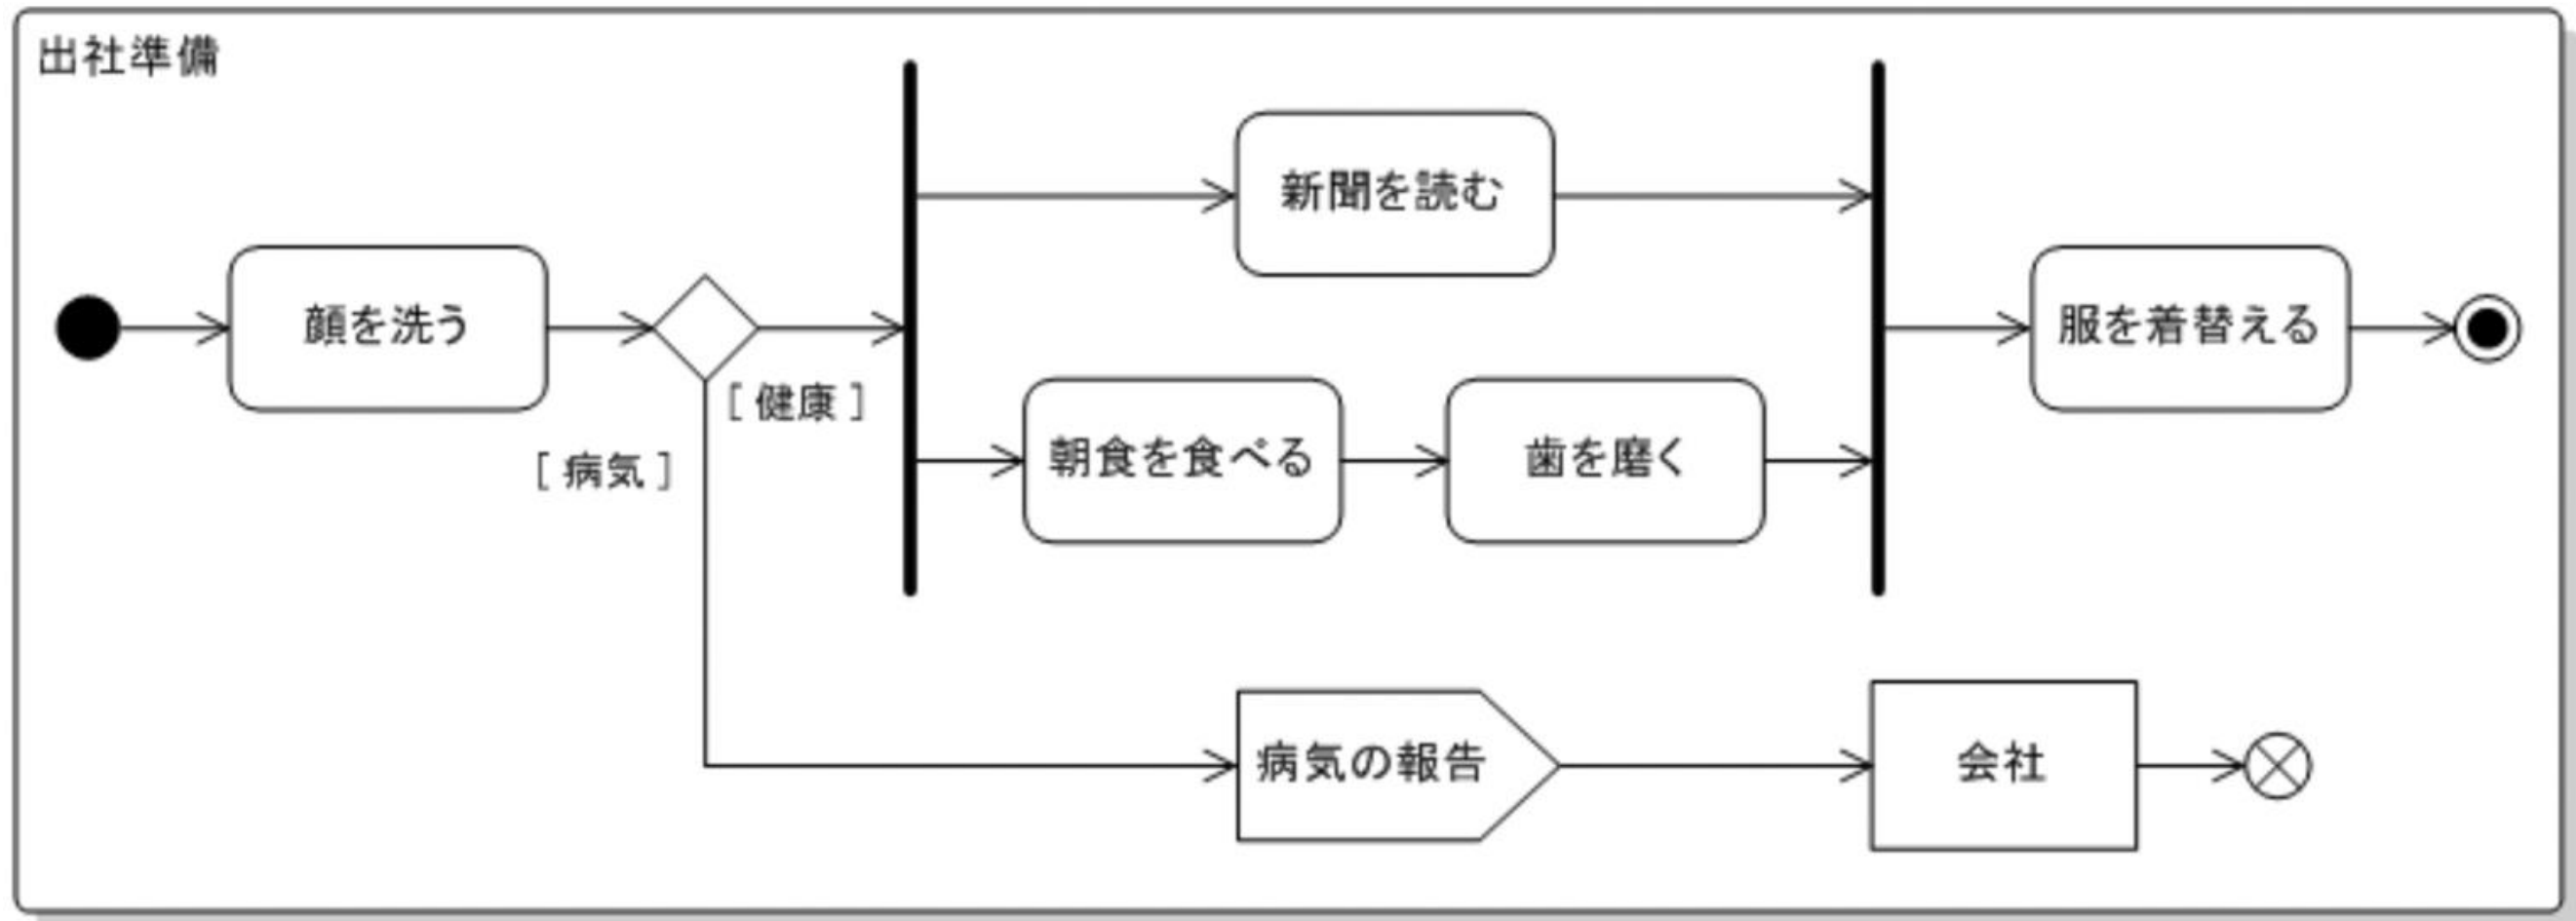 出社準備
新聞を読む
顔を洗う
服を着替える
[ 健康 ]
[ 病気 ]
朝食を食べる
歯を磨く
病気の報告
会社